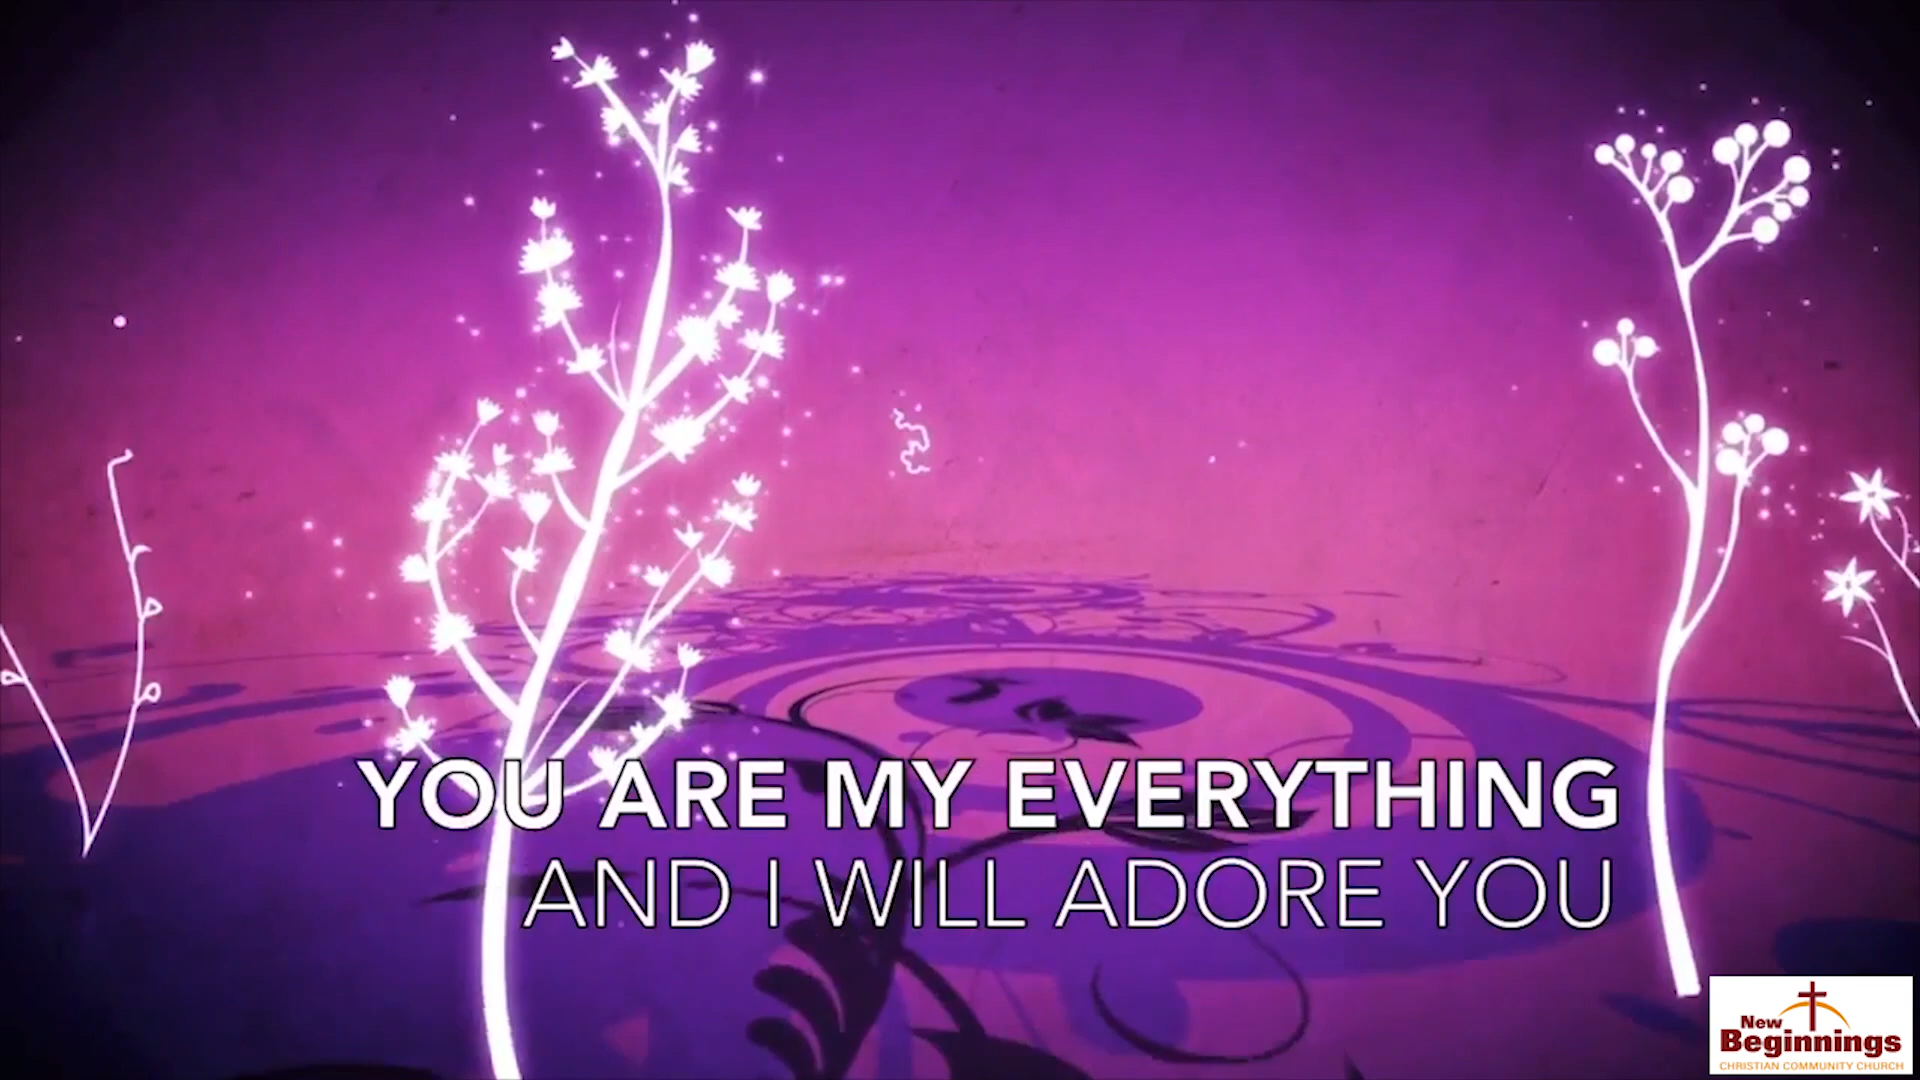 YOU ARE MY EVERYTHING
AND I WILL ADORE YOU
New
Beginnings
CHRISTIAN COMMUNITY CHURCH